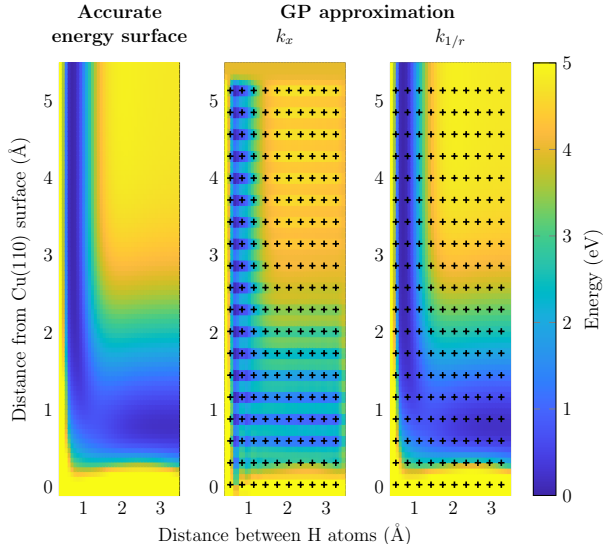 Accurate
energy surface
GP approximation
k_x
k_{1/r}
Distance from Cu(110) surface (Å)
5
4
3
2
1
0
1 2 3
5
4
3
2
1
0
1 2 3
5
4
3
2
1
0
1 2 3
Distance between H atoms (Å)
5
4
3
2
1
0
Energy (eV)